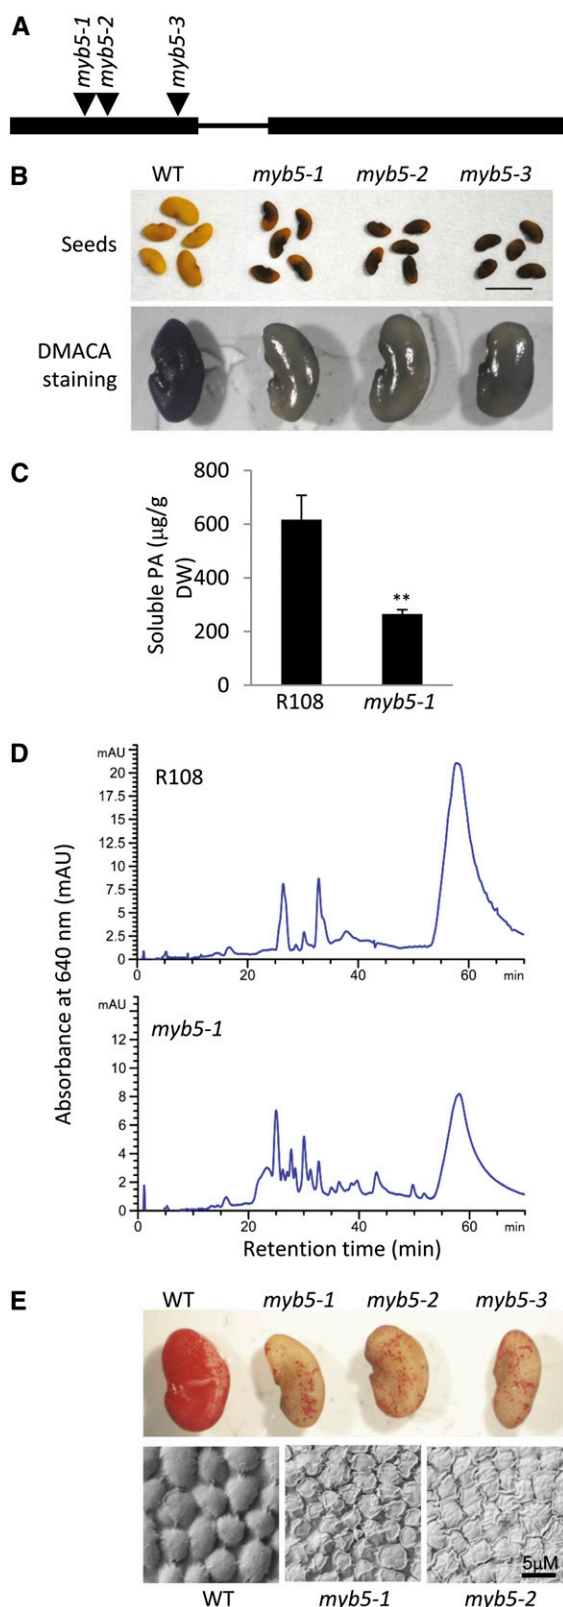 A
myb5-1
myb5-2
myb5-3
B
WT myb5-1 myb5-2 myb5-3
Seeds
DMACA
staining
C
Soluble PA (µg/g
DW)
800
600
400
200
0
**
R108 myb5-1
D
Absorbance at 640 nm (mAU)
mAU
R108
20
17.5
15
12.5
10
7.5
5
2.5
0
0 20 40 60 min
mAU
myb5-1
12
10
8
6
4
2
0
0 20 40 60 min
Retention time (min)
E
WT myb5-1 myb5-2 myb5-3
5µM
WT myb5-1 myb5-2